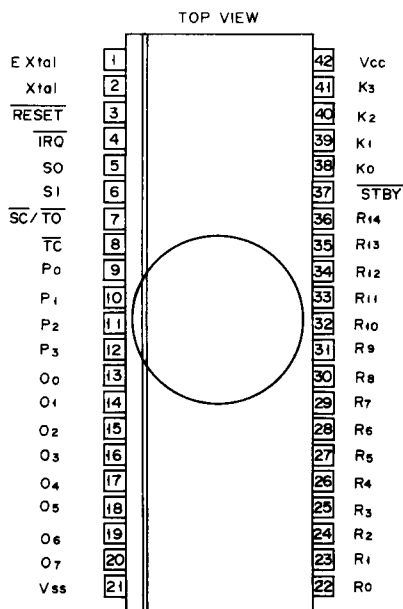 TOP VIEW
EXtal 1 42 Vcc
Xtal 2 41 K3
RESET 3 40 K2
IRQ 4 39 K1
SO 5 38 K0
SI 6 37 STBY
SC/TO 7 36 R14
TC 8 35 R13
P0 9 34 R12
P1 10 33 R11
P2 11 32 R10
P3 12 31 R9
O0 13 30 R8
O1 14 29 R7
O2 15 28 R6
O3 16 27 R5
O4 17 26 R4
O5 18 25 R3
O6 19 24 R2
O7 20 23 R1
Vss 21 22 R0